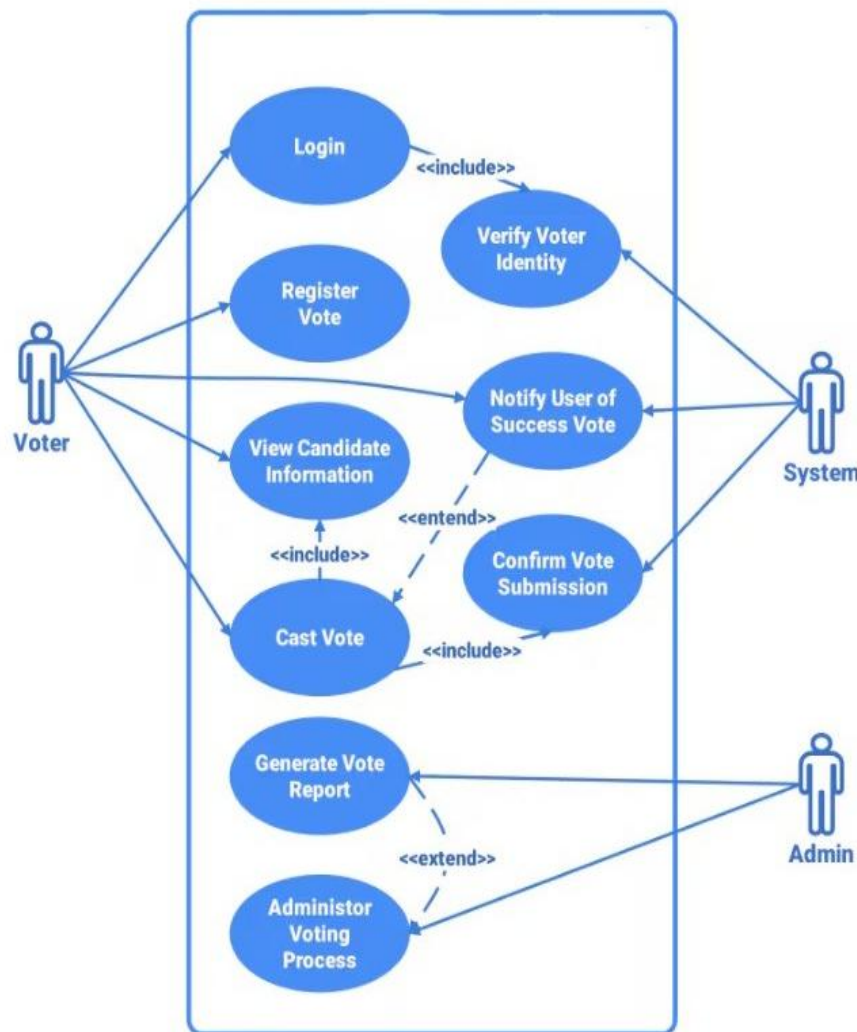 Login
<<include>>
Verify Voter
Identity
Register
Vote
Voter
Notify User of
Success Vote
View Candidate
Information
System
<<entend>>
<<include>>
Confirm Vote
Submission
Cast Vote
<<include>>
Generate Vote
Report
Admin
<<extend>>
Administor
Voting
Process